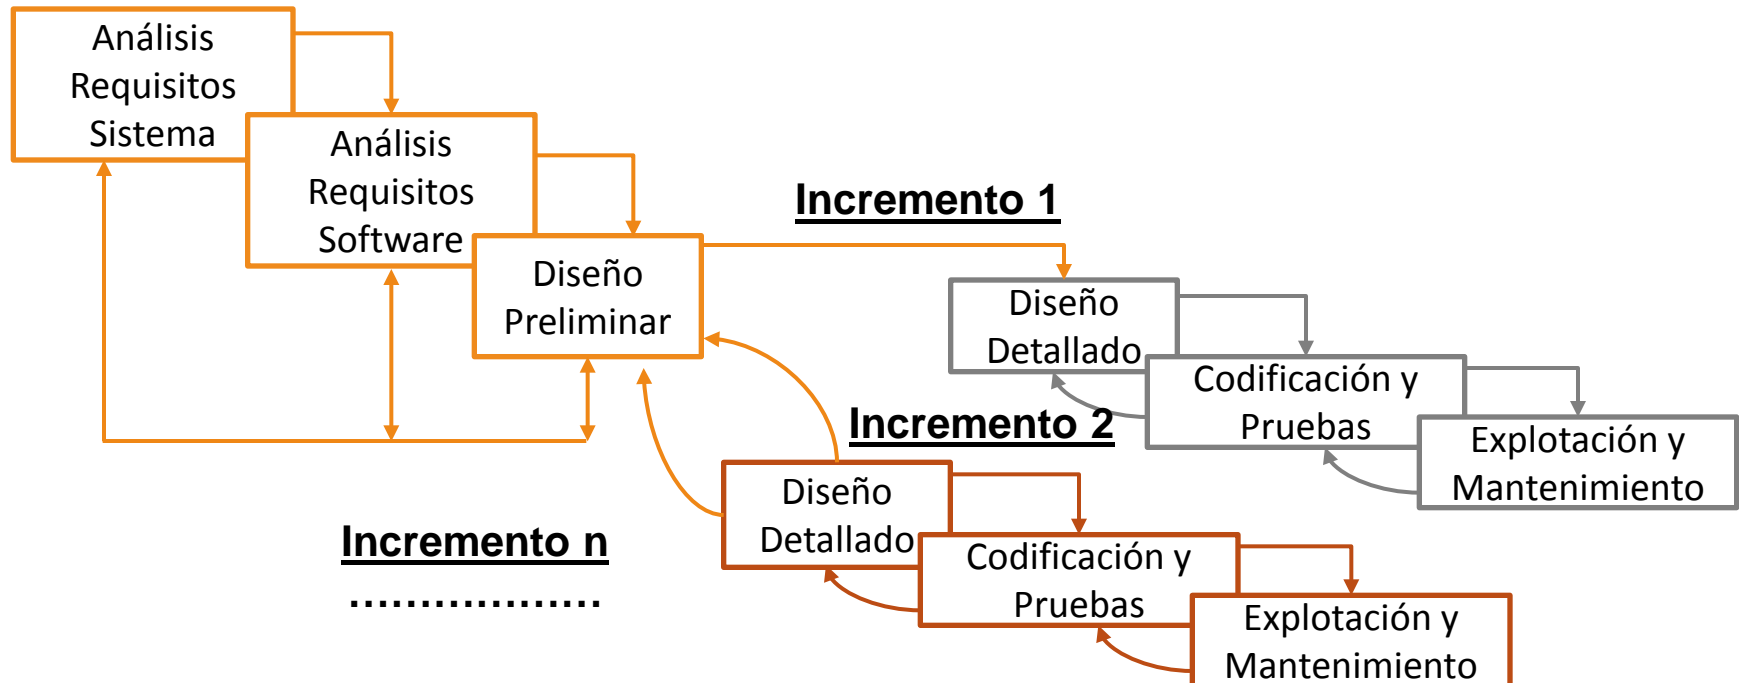 Análisis
Requisitos
Sistema
Análisis
Requisitos
Software
Diseño
Preliminar
Incremento 1
Diseño
Detallado
Codificación y
Pruebas
Explotación y
Mantenimiento
Incremento 2
Diseño
Detallado
Codificación y
Pruebas
Explotación y
Mantenimiento
Incremento n
..................